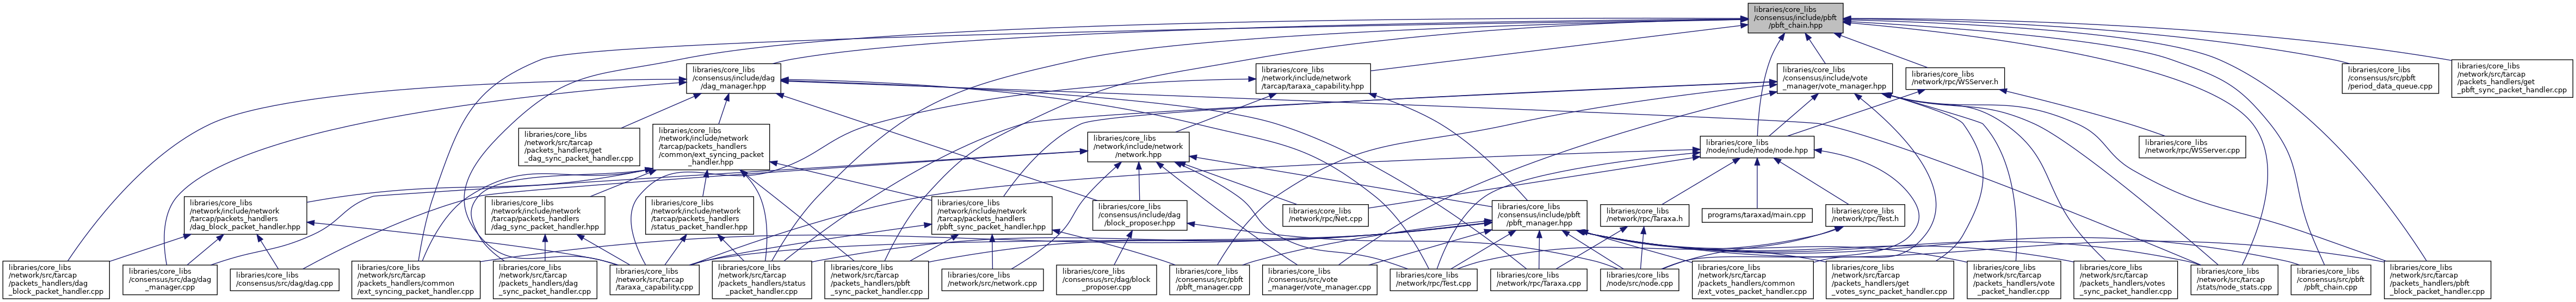 libraries/core_libs
/consensus/include/pbft
/pbft_chain.hpp
libraries/core_libs
/consensus/include/dag
/dag_manager.hpp
libraries/core_libs
/network/include/network
/tarcap/taraxa_capability.hpp
libraries/core_libs
/consensus/include/vote
_manager/vote_manager.hpp
libraries/core_libs
/network/rpc/WSServer.h
libraries/core_libs
/consensus/src/pbft
/period_data_queue.cpp
libraries/core_libs
/network/src/tarcap
/packets_handlers/get
_pbft_sync_packet_handler.cpp
libraries/core_libs
/network/src/tarcap
/packets_handlers/get
_dag_sync_packet_handler.cpp
libraries/core_libs
/network/include/network
/tarcap/packets_handlers
/common/ext_syncing_packet
_handler.hpp
libraries/core_libs
/network/include/network
/network.hpp
libraries/core_libs
/node/include/node/node.hpp
libraries/core_libs
/network/rpc/WSServer.cpp
libraries/core_libs
/network/include/network
/tarcap/packets_handlers
/dag_block_packet_handler.hpp
libraries/core_libs
/network/include/network
/tarcap/packets_handlers
/dag_sync_packet_handler.hpp
libraries/core_libs
/network/include/network
/tarcap/packets_handlers
/status_packet_handler.hpp
libraries/core_libs
/network/include/network
/tarcap/packets_handlers
/pbft_sync_packet_handler.hpp
libraries/core_libs
/consensus/include/dag
/block_proposer.hpp
libraries/core_libs
/network/rpc/Net.cpp
libraries/core_libs
/consensus/include/pbft
/pbft_manager.hpp
libraries/core_libs
/network/rpc/Taraxa.h
programs/taraxad/main.cpp
libraries/core_libs
/network/rpc/Test.h
libraries/core_libs
/network/src/tarcap
/packets_handlers/dag
_block_packet_handler.cpp
libraries/core_libs
/consensus/src/dag/dag
_manager.cpp
libraries/core_libs
/consensus/src/dag/dag.cpp
libraries/core_libs
/network/src/tarcap
/packets_handlers/common
/ext_syncing_packet_handler.cpp
libraries/core_libs
/network/src/tarcap
/packets_handlers/dag
_sync_packet_handler.cpp
libraries/core_libs
/network/src/tarcap
/taraxa_capability.cpp
libraries/core_libs
/network/src/tarcap
/packets_handlers/status
_packet_handler.cpp
libraries/core_libs
/network/src/tarcap
/packets_handlers/pbft
_sync_packet_handler.cpp
libraries/core_libs
/network/src/network.cpp
libraries/core_libs
/consensus/src/dag/block
_proposer.cpp
libraries/core_libs
/consensus/src/pbft
/pbft_manager.cpp
libraries/core_libs
/consensus/src/vote
_manager/vote_manager.cpp
libraries/core_libs
/network/rpc/Test.cpp
libraries/core_libs
/network/rpc/Taraxa.cpp
libraries/core_libs
/node/src/node.cpp
libraries/core_libs
/network/src/tarcap
/packets_handlers/common
/ext_votes_packet_handler.cpp
libraries/core_libs
/network/src/tarcap
/packets_handlers/get
_votes_sync_packet_handler.cpp
libraries/core_libs
/network/src/tarcap
/packets_handlers/vote
_packet_handler.cpp
libraries/core_libs
/network/src/tarcap
/packets_handlers/votes
_sync_packet_handler.cpp
libraries/core_libs
/network/src/tarcap
/stats/node_stats.cpp
libraries/core_libs
/consensus/src/pbft
/pbft_chain.cpp
libraries/core_libs
/network/src/tarcap
/packets_handlers/pbft
_block_packet_handler.cpp